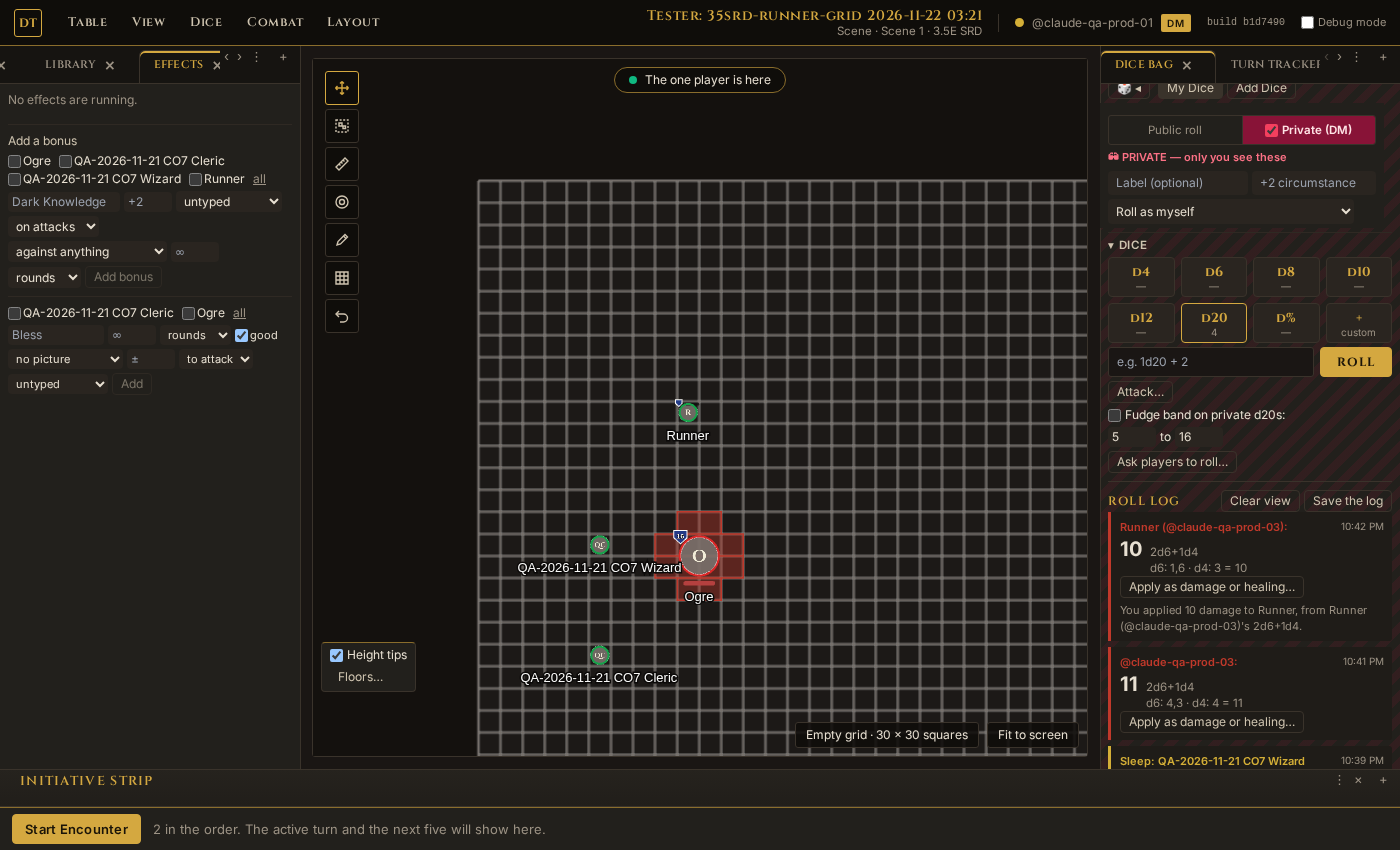 DT TABLE VIEW DICE COMBAT LAYOUT
TESTER: 35SRD-RUNNER-GRID 2026-11-22 03:21
Scene · Scene 1 · 3.5E SRD
@claude-qa-prod-01 DM build b1d7490 Debug mode
LIBRARY EFFECTS
No effects are running.
Add a bonus
Ogre QA-2026-11-21 CO7 Cleric
QA-2026-11-21 CO7 Wizard Runner all
Dark Knowledge +2 untyped
on attacks
against anything ∞
rounds Add bonus
QA-2026-11-21 CO7 Cleric Ogre all
Bless ∞ rounds good
no picture ± to attack
untyped Add
The one player is here
R
Runner
QC
16
O
QA-2026-11-21 CO7 Wizard
Ogre
QC
QA-2026-11-21 CO7 Cleric
Height tips
Floors...
Empty grid · 30 × 30 squares Fit to screen
DICE BAG TURN TRACKER
My Dice Add Dice
Public roll Private (DM)
PRIVATE — only you see these
Label (optional) +2 circumstance
Roll as myself
DICE
D4 D6 D8 D10
— — — —
D12 D20 D% +
— 4 — custom
e.g. 1d20 + 2 ROLL
Attack...
Fudge band on private d20s:
5 to 16
Ask players to roll...
ROLL LOG Clear view Save the log
Runner (@claude-qa-prod-03): 10:42 PM
10 2d6+1d4
d6: 1,6 · d4: 3 = 10
Apply as damage or healing...
You applied 10 damage to Runner, from Runner
(@claude-qa-prod-03)'s 2d6+1d4.
@claude-qa-prod-03: 10:41 PM
11 2d6+1d4
d6: 4,3 · d4: 4 = 11
Apply as damage or healing...
Sleep: QA-2026-11-21 CO7 Wizard 10:39 PM
INITIATIVE STRIP
Start Encounter 2 in the order. The active turn and the next five will show here.